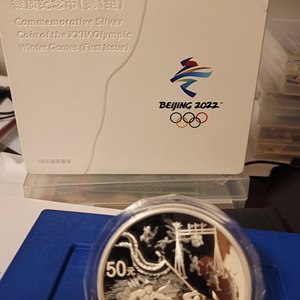 Commemorative Silver
Coin of the XXIV Olympic
Winter Games (First Issue)
BEIJING 2022
50元